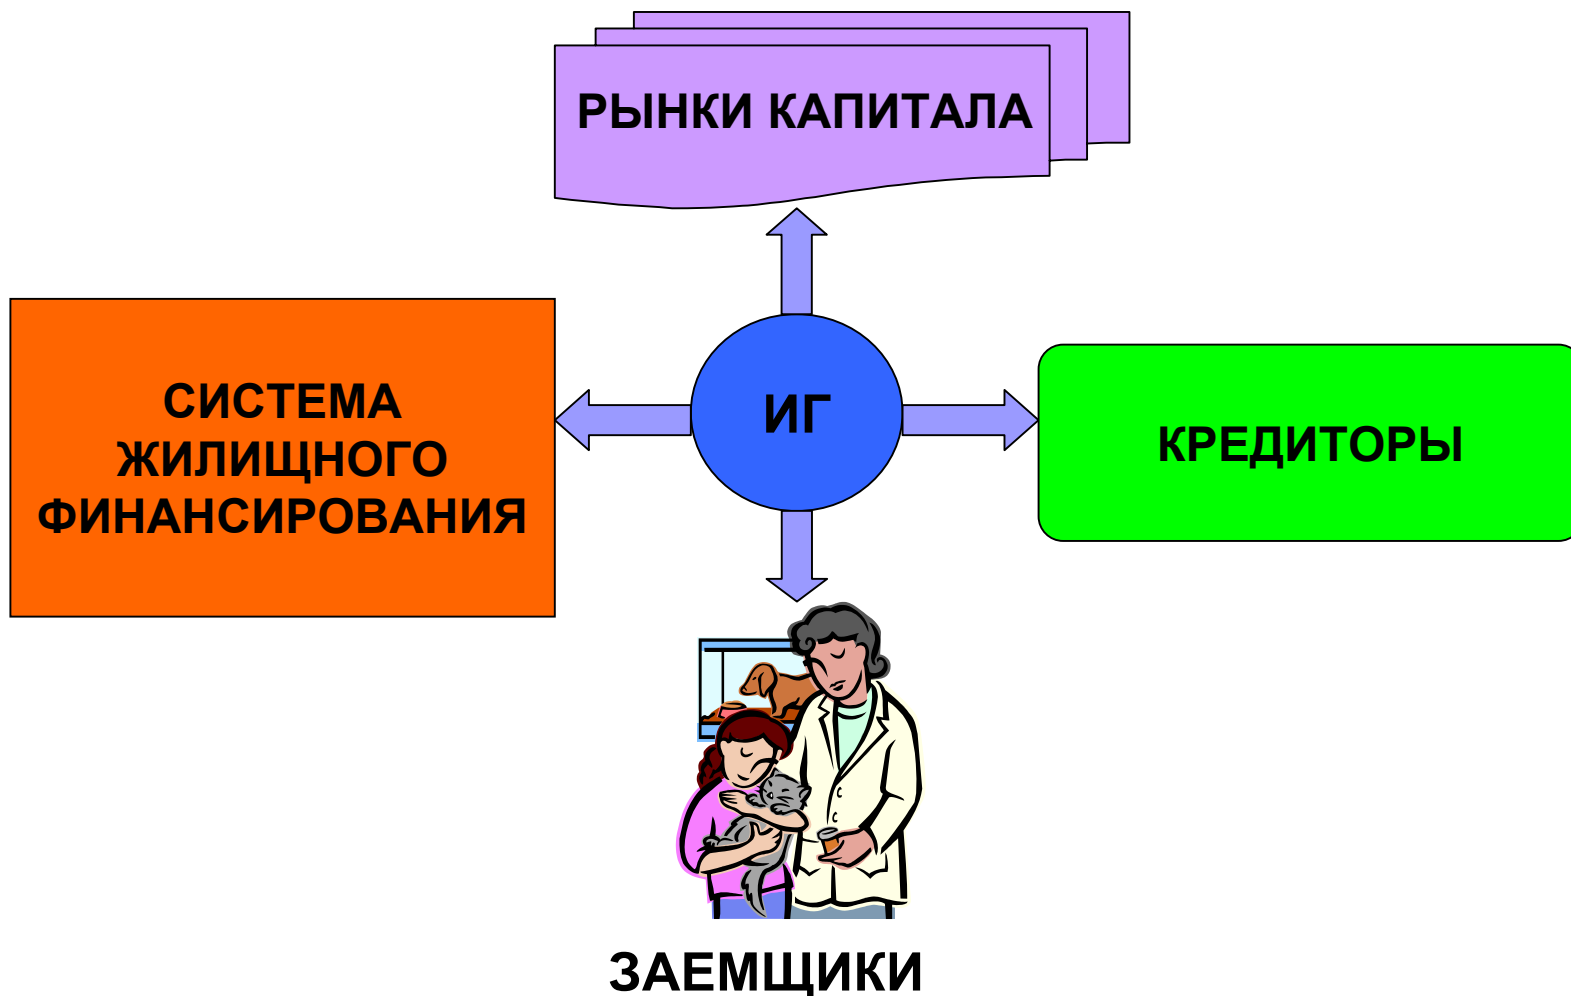 РЫНКИ КАПИТАЛА
СИСТЕМА
ЖИЛИЩНОГО
ФИНАНСИРОВАНИЯ
ИГ
КРЕДИТОРЫ
ЗАЕМЩИКИ